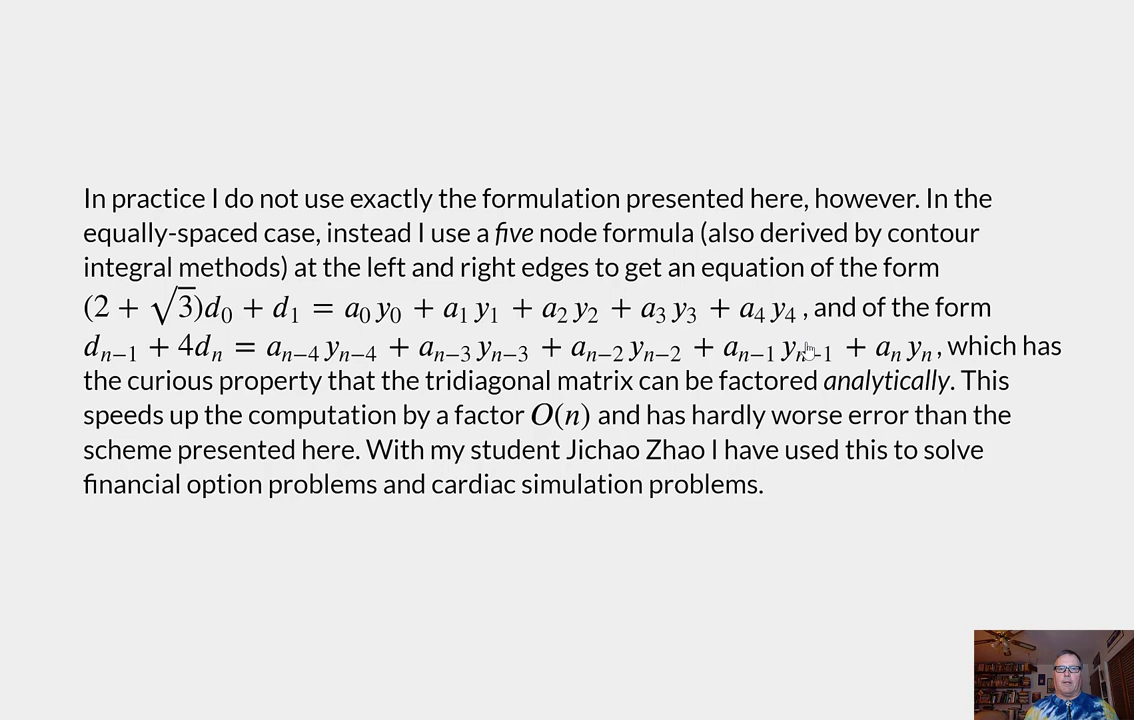 In practice I do not use exactly the formulation presented here, however. In the
equally-spaced case, instead I use a five node formula (also derived by contour
integral methods) at the left and right edges to get an equation of the form
(2 + √3)d₀ + d₁ = a₀y₀ + a₁y₁ + a₂y₂ + a₃y₃ + a₄y₄, and of the form
dₙ₋₁ + 4dₙ = aₙ₋₄yₙ₋₄ + aₙ₋₃yₙ₋₃ + aₙ₋₂yₙ₋₂ + aₙ₋₁yₙ₋₁ + aₙyₙ, which has
the curious property that the tridiagonal matrix can be factored analytically. This
speeds up the computation by a factor O(n) and has hardly worse error than the
scheme presented here. With my student Jichao Zhao I have used this to solve
financial option problems and cardiac simulation problems.